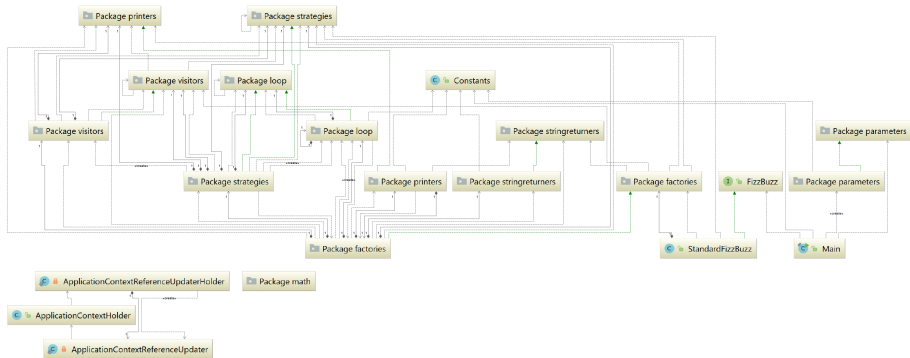 Package printers
Package strategies
Package visitors
Package loop
Constants
Package visitors
Package loop
Package stringreturners
Package parameters
Package strategies
Package printers
Package stringreturners
Package factories
FizzBuzz
Package parameters
Package factories
StandardFizzBuzz
Main
ApplicationContextReferenceUpdaterHolder
Package math
ApplicationContextHolder
ApplicationContextReferenceUpdater